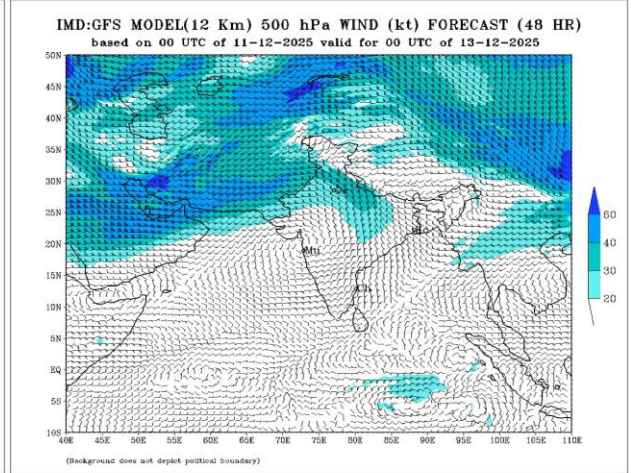 IMD:GFS MODEL(12 Km) 500 hPa WIND (kt) FORECAST (48 HR)
based on 00 UTC of 11-12-2025 valid for 00 UTC of 13-12-2025
50N
45N
40N
35N
30N
25N
20N
15N
10N
5N
EQ
5S
10S
Mu
60
40
30
20
40E 45E 50E 55E 60E 65E 70E 75E 80E 85E 90E 95E 100E 105E 110E
(Background does not depict political boundary)